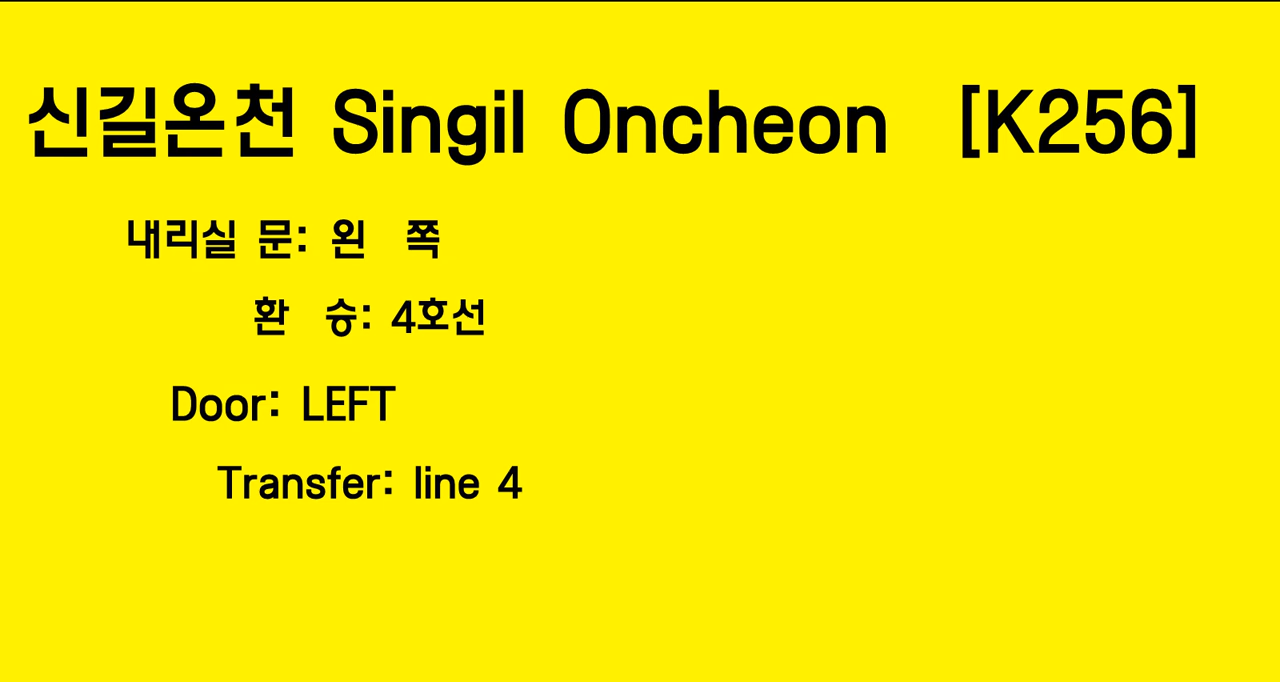 신길온천 Singil Oncheon [K256]
내리실 문: 왼 쪽
환 승: 4호선
Door: LEFT
Transfer: line 4